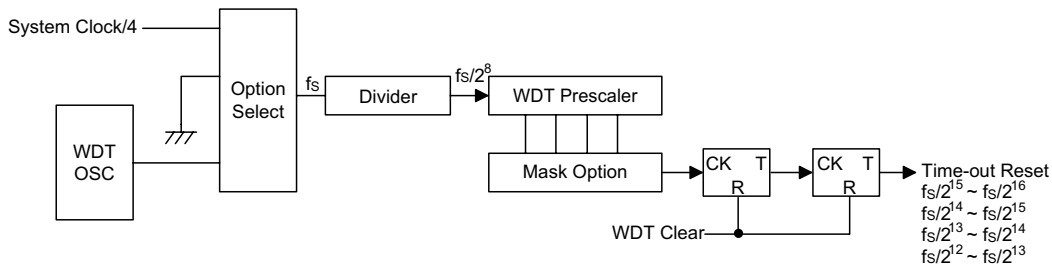 System Clock/4
Option
Select
fS
Divider
fS/2^8
WDT Prescaler
WDT
OSC
Mask Option
CK T
R
CK T
R
WDT Clear
Time-out Reset
fS/2^15 ~ fS/2^16
fS/2^14 ~ fS/2^15
fS/2^13 ~ fS/2^14
fS/2^12 ~ fS/2^13